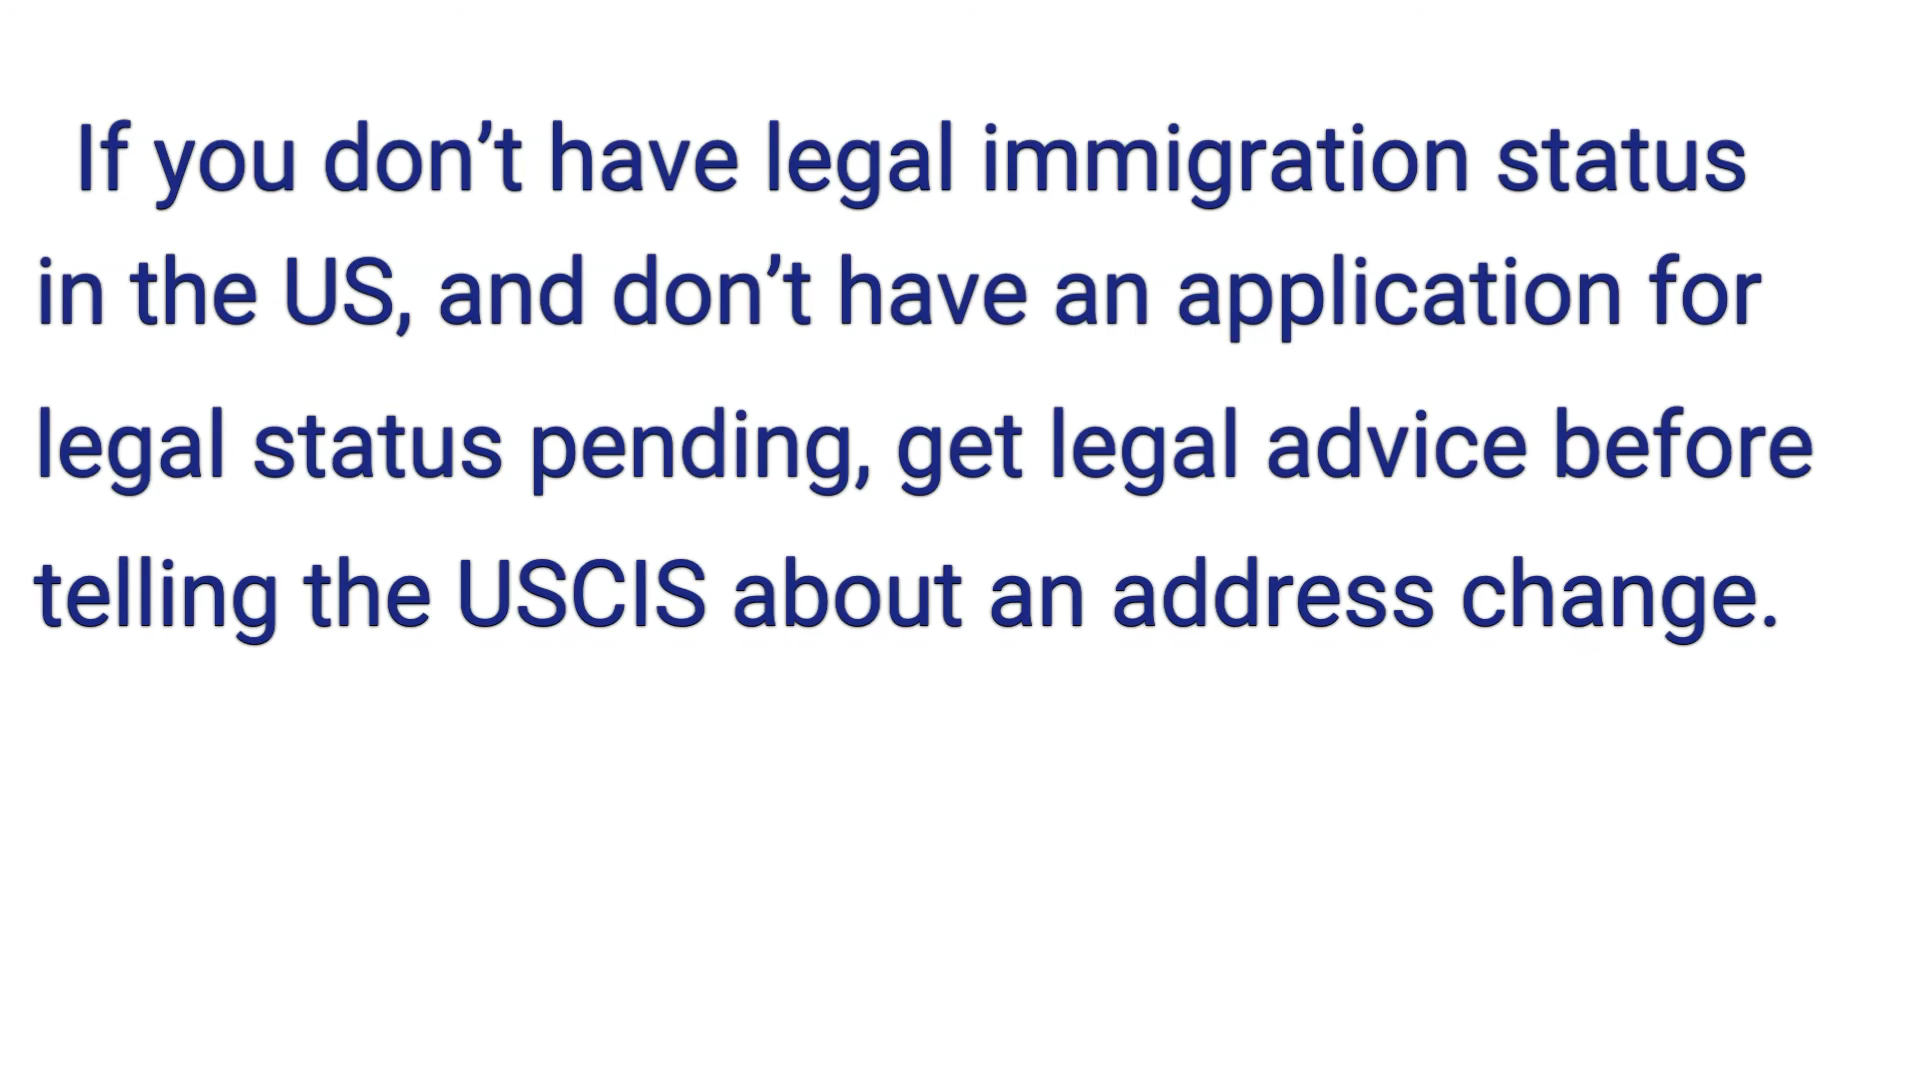 If you don’t have legal immigration status
in the US, and don’t have an application for
legal status pending, get legal advice before
telling the USCIS about an address change.